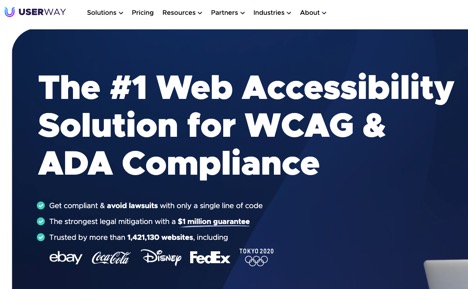 USERWAY Solutions Pricing Resources Partners Industries About
The #1 Web Accessibility
Solution for WCAG &
ADA Compliance
Get compliant & avoid lawsuits with only a single line of code
The strongest legal mitigation with a $1 million guarantee
Trusted by more than 1,421,130 websites, including
ebay Coca-Cola Disney FedEx TOKYO 2020